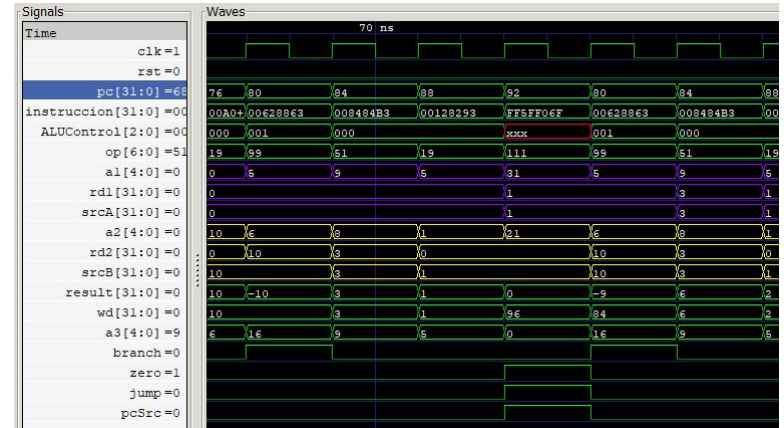 Signals
Waves
Time
70 ns
clk=1
rst=0
pc[31:0]=68 76 80 84 88 92 80 84 88
instruccion[31:0]=00 00A0+ 00628863 008484B3 00128293 FF5FF06F 00628863 008484B3 00
ALUControl[2:0]=00 000 001 000 xxx 001 000
op[6:0]=51 19 99 51 19 111 99 51 19
a1[4:0]=0 0 5 9 5 31 5 9 5
rd1[31:0]=0 0 1 3 1
srcA[31:0]=0 0 1 3 1
a2[4:0]=0 10 6 8 1 21 6 8 1
rd2[31:0]=0 0 10 3 0 10 3 0
srcB[31:0]=0 10 3 1 10 3 1
result[31:0]=0 10 -10 3 1 0 -9 6 2
wd[31:0]=0 10 3 1 96 84 6 2
a3[4:0]=9 6 16 9 5 0 16 9 5
branch=0
zero=1
jump=0
pcSrc=0